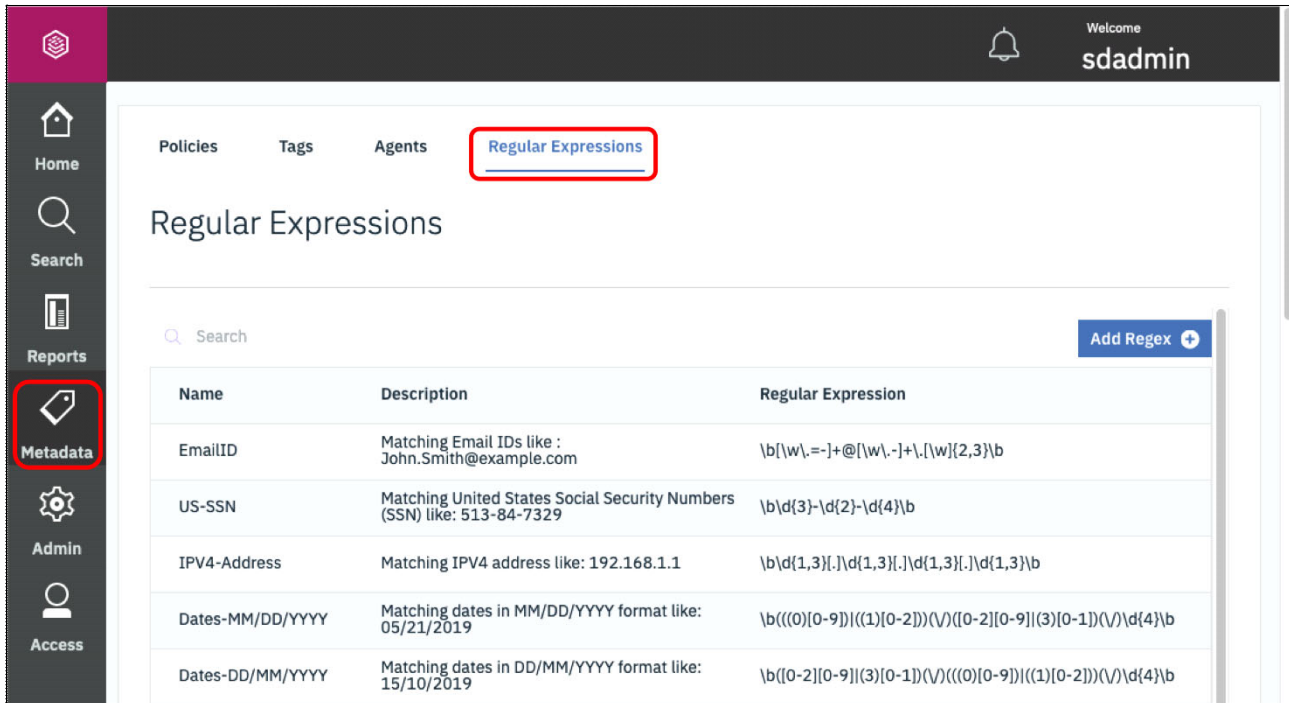 Welcome
sdadmin
Home
Search
Reports
Metadata
Admin
Access
Policies Tags Agents Regular Expressions
Regular Expressions
Search
Add Regex
Name Description Regular Expression
EmailID Matching Email IDs like : \b[\w\.=-]+@[\w\.-]+\.[\w]{2,3}\b
John.Smith@example.com
US-SSN Matching United States Social Security Numbers \b\d{3}-\d{2}-\d{4}\b
(SSN) like: 513-84-7329
IPV4-Address Matching IPV4 address like: 192.168.1.1 \b\d{1,3}[.]\d{1,3}[.]\d{1,3}[.]\d{1,3}\b
Dates-MM/DD/YYYY Matching dates in MM/DD/YYYY format like: \b(((0)[0-9])|((1)[0-2]))(\/)([0-2][0-9]|(3)[0-1])(\/)\d{4}\b
05/21/2019
Dates-DD/MM/YYYY Matching dates in DD/MM/YYYY format like: \b([0-2][0-9]|(3)[0-1])(\/)(((0)[0-9])|((1)[0-2]))(\/)\d{4}\b
15/10/2019